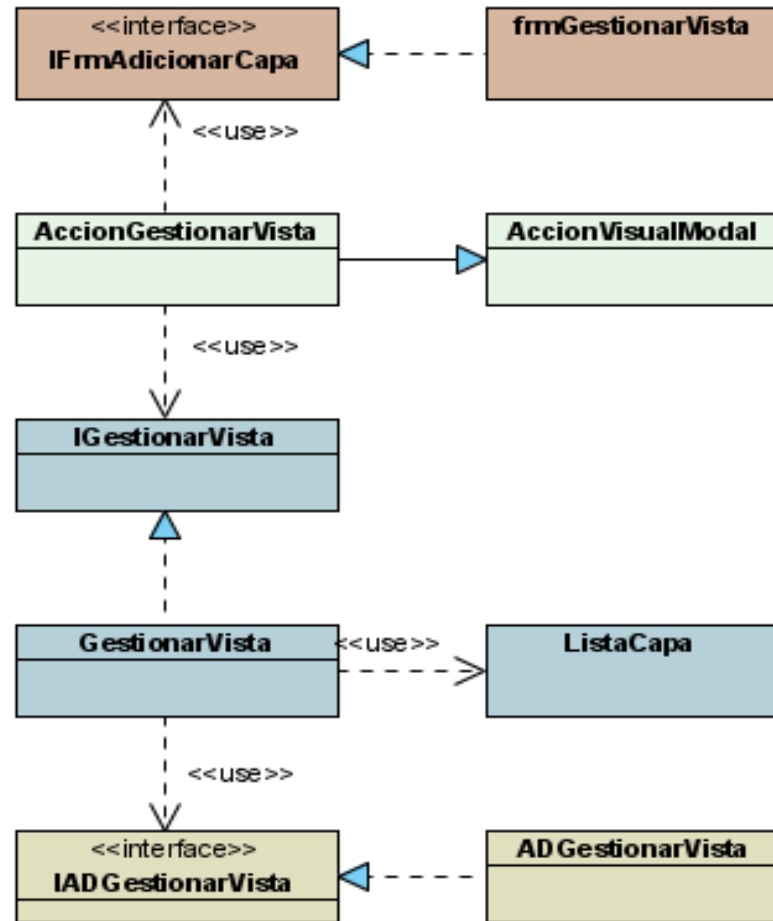 <<interface>>
IFrmAdicionarCapa
frmGestionarVista
<<use>>
AccionGestionarVista
AccionVisualModal
<<use>>
IGestionarVista
GestionarVista
<<use>>
ListaCapa
<<use>>
<<interface>>
IADGestionarVista
ADGestionarVista